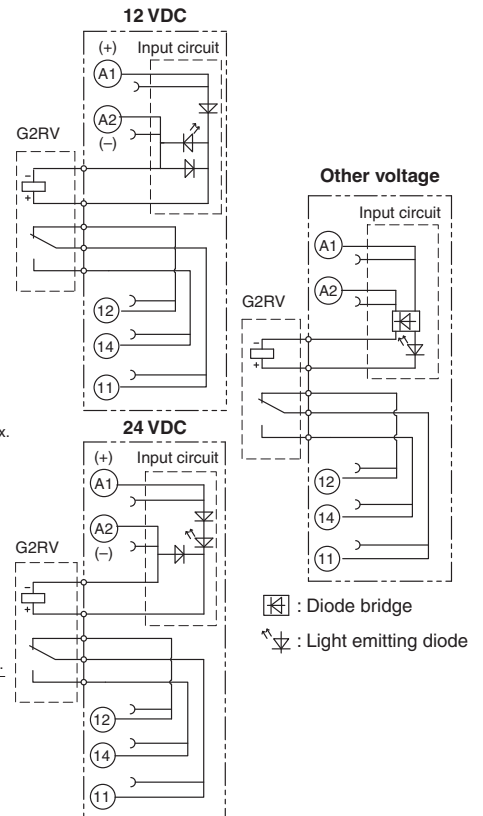 12 VDC
(+) Input circuit
A1
A2
(−)
G2RV
−
+
12
14
11
Other voltage
Input circuit
A1
A2
G2RV
−
+
12
14
11
x.
24 VDC
(+) Input circuit
A1
A2
(−)
G2RV
−
+
12
14
11
.
: Diode bridge
: Light emitting diode